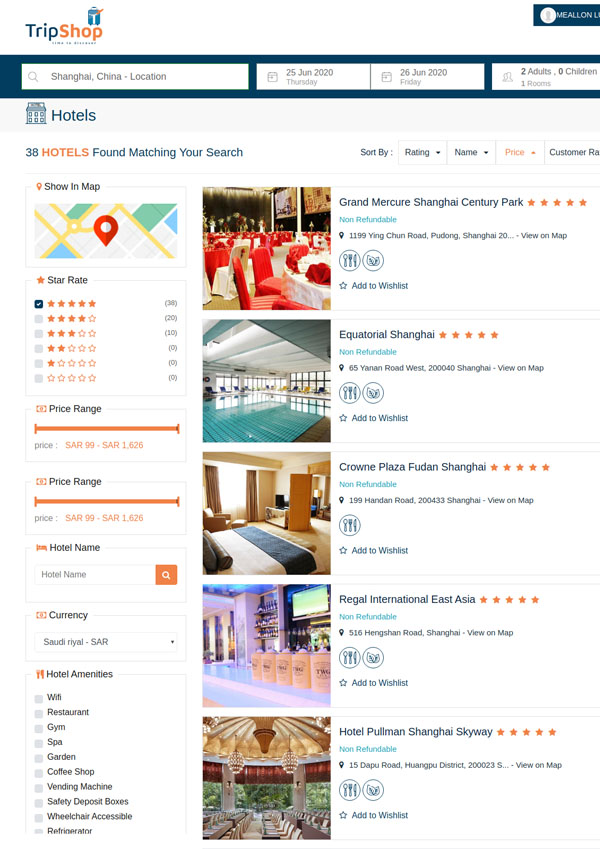 TripShop
time to discover
MEALLON LU
Shanghai, China - Location
25 Jun 2020
Thursday
26 Jun 2020
Friday
2 Adults , 0 Children
1 Rooms
Hotels
38 HOTELS Found Matching Your Search
Sort By :
Rating
Name
Price
Customer Ra
Show In Map
Star Rate
(38)
(20)
(10)
(0)
(0)
(0)
Price Range
price : SAR 99 - SAR 1,626
Price Range
price : SAR 99 - SAR 1,626
Hotel Name
Hotel Name
Currency
Saudi riyal - SAR
Hotel Amenities
Wifi
Restaurant
Gym
Spa
Garden
Coffee Shop
Vending Machine
Safety Deposit Boxes
Wheelchair Accessible
Refrigerator
Grand Mercure Shanghai Century Park
Non Refundable
1199 Ying Chun Road, Pudong, Shanghai 20... - View on Map
Add to Wishlist
Equatorial Shanghai
Non Refundable
65 Yanan Road West, 200040 Shanghai - View on Map
Add to Wishlist
Crowne Plaza Fudan Shanghai
Non Refundable
199 Handan Road, 200433 Shanghai - View on Map
Add to Wishlist
Regal International East Asia
Non Refundable
516 Hengshan Road, Shanghai - View on Map
Add to Wishlist
TWG
Hotel Pullman Shanghai Skyway
Non Refundable
15 Dapu Road, Huangpu District, 200023 S... - View on Map
Add to Wishlist